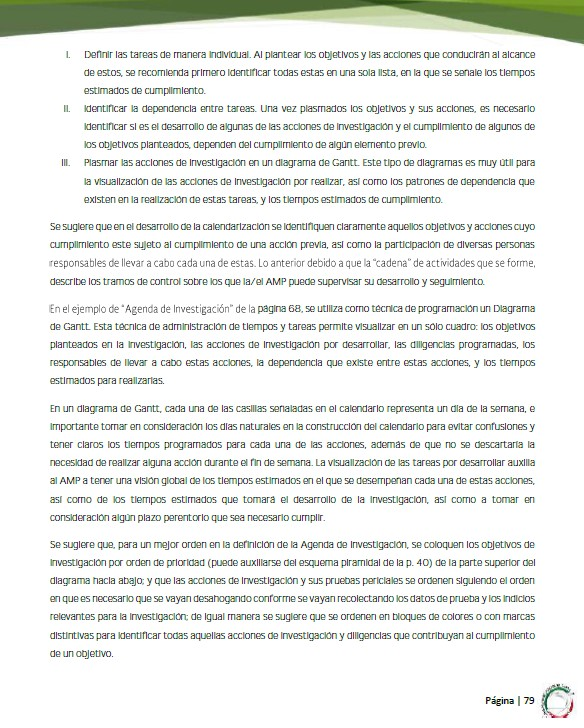 I. Definir las tareas de manera individual. Al plantear los objetivos y las acciones que conducirán al alcance
de estos, se recomienda primero identificar todas estas en una sola lista, en la que se señale los tiempos
estimados de cumplimiento.
II. Identificar la dependencia entre tareas. Una vez plasmados los objetivos y sus acciones, es necesario
identificar si es el desarrollo de algunas de las acciones de investigación y el cumplimiento de algunos de
los objetivos planteados, dependen del cumplimiento de algún elemento previo.
III. Plasmar las acciones de investigación en un diagrama de Gantt. Este tipo de diagramas es muy útil para
la visualización de las acciones de investigación por realizar, así como los patrones de dependencia que
existen en la realización de estas tareas, y los tiempos estimados de cumplimiento.
Se sugiere que en el desarrollo de la calendarización se identifiquen claramente aquellos objetivos y acciones cuyo
cumplimiento este sujeto al cumplimiento de una acción previa, así como la participación de diversas personas
responsables de llevar a cabo cada una de estas. Lo anterior debido a que la "cadena" de actividades que se forme,
describe los tramos de control sobre los que la/el AMP puede supervisar su desarrollo y seguimiento.
En el ejemplo de "Agenda de Investigación" de la página 68, se utiliza como técnica de programación un Diagrama
de Gantt. Esta técnica de administración de tiempos y tareas permite visualizar en un sólo cuadro: los objetivos
planteados en la investigación, las acciones de investigación por desarrollar, las diligencias programadas, los
responsables de llevar a cabo estas acciones, la dependencia que existe entre estas acciones, y los tiempos
estimados para realizarlas.
En un diagrama de Gantt, cada una de las casillas señaladas en el calendario representa un día de la semana, e
importante tomar en consideración los días naturales en la construcción del calendario para evitar confusiones y
tener claros los tiempos programados para cada una de las acciones, además de que no se descartaría la
necesidad de realizar alguna acción durante el fin de semana. La visualización de las tareas por desarrollar auxilia
al AMP a tener una visión global de los tiempos estimados en el que se desempeñan cada una de estas acciones,
así como de los tiempos estimados que tomará el desarrollo de la investigación, así como a tomar en
consideración algún plazo perentorio que sea necesario cumplir.
Se sugiere que, para un mejor orden en la definición de la Agenda de Investigación, se coloquen los objetivos de
investigación por orden de prioridad (puede auxiliarse del esquema piramidal de la p. 40) de la parte superior del
diagrama hacia abajo; y que las acciones de investigación y sus pruebas periciales se ordenen siguiendo el orden
en que es necesario que se vayan desahogando conforme se vayan recolectando los datos de prueba y los indicios
relevantes para la investigación; de igual manera se sugiere que se ordenen en bloques de colores o con marcas
distintivas para identificar todas aquellas acciones de investigación y diligencias que contribuyan al cumplimiento
de un objetivo.
Página | 79